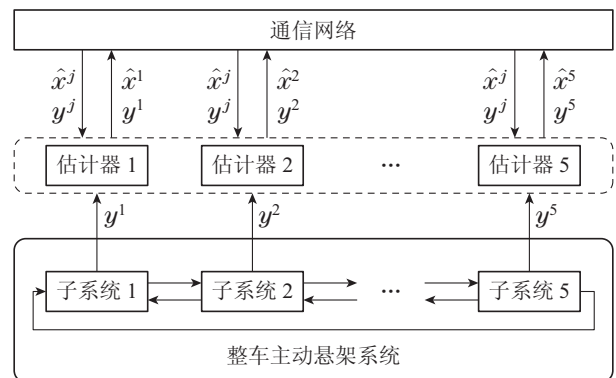 通信网络
x̂ʲ x̂¹ x̂ʲ x̂² x̂ʲ x̂⁵
yʲ y¹ yʲ y² yʲ y⁵
估计器 1 估计器 2 ··· 估计器 5
y¹ y² y⁵
子系统 1 子系统 2 ··· 子系统 5
整车主动悬架系统